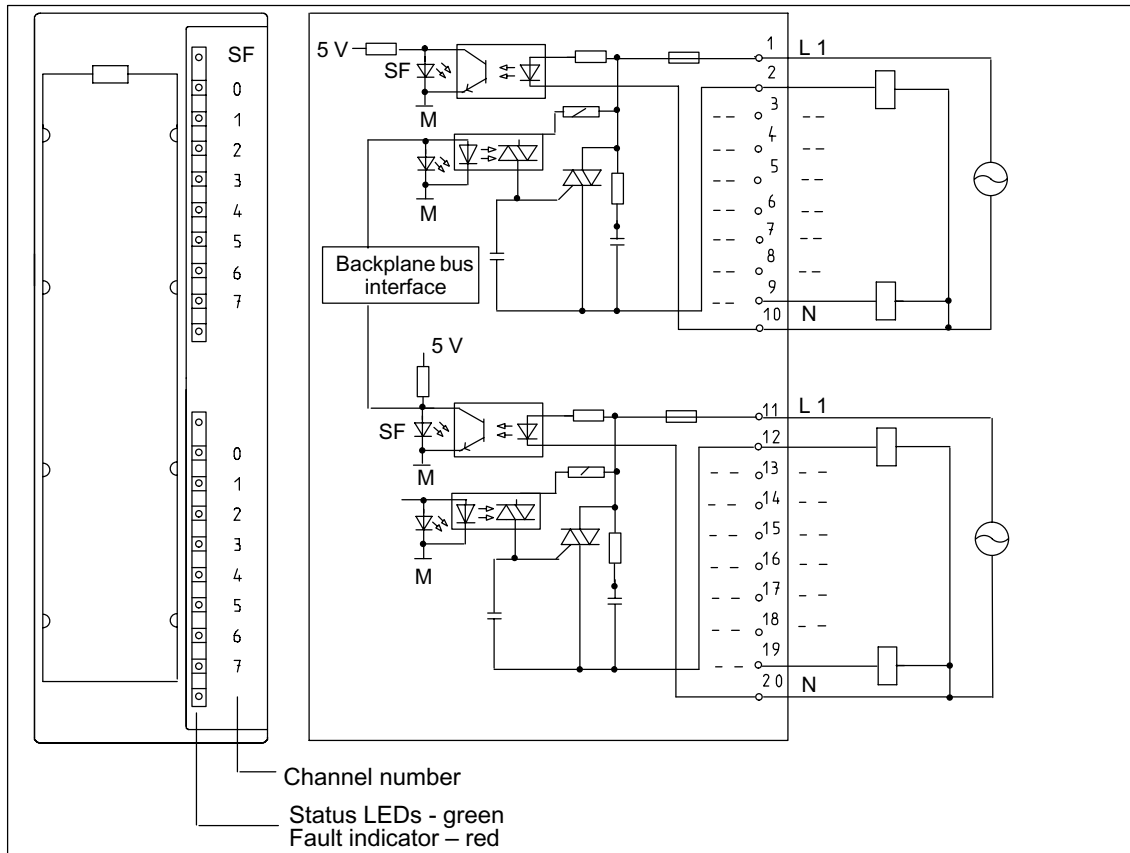 SF
0
1
2
3
4
5
6
7
0
1
2
3
4
5
6
7
5 V
SF
M
M
Backplane bus
interface
5 V
SF
M
M
1 L 1
2
3
4
5
6
7
8
9
10 N
11 L 1
12
13
14
15
16
17
18
19
20 N
Channel number
Status LEDs - green
Fault indicator – red